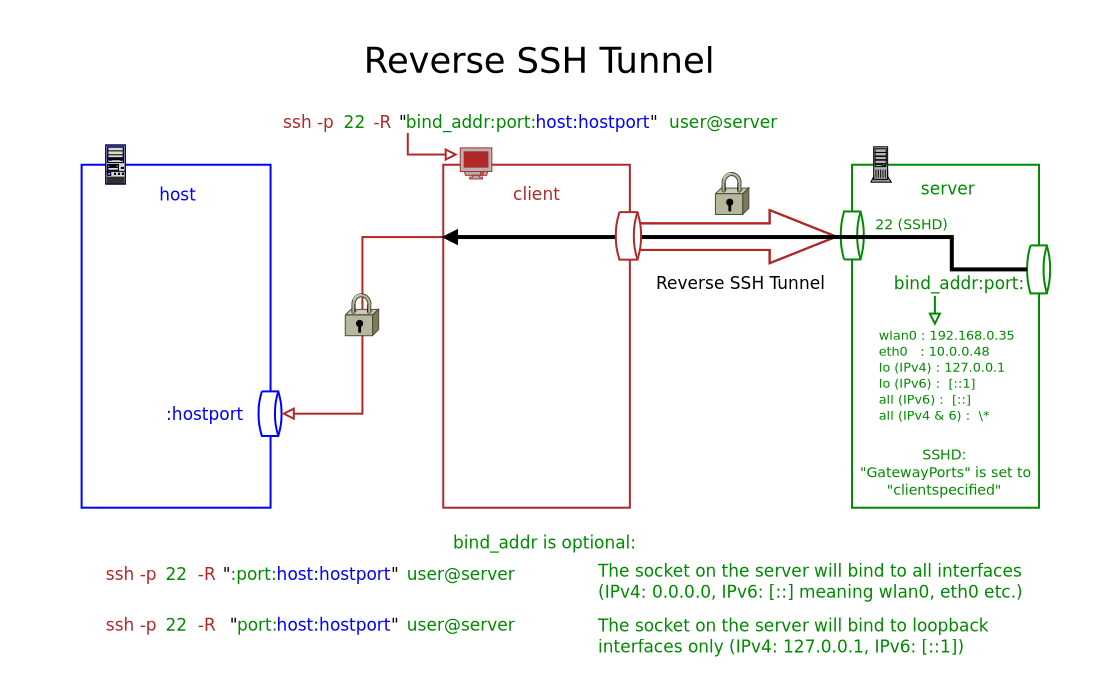 Reverse SSH Tunnel
ssh -p 22 -R "bind_addr:port:host:hostport" user@server
host
client
server
22 (SSHD)
Reverse SSH Tunnel
bind_addr:port:
wlan0 : 192.168.0.35
eth0 : 10.0.0.48
lo (IPv4) : 127.0.0.1
lo (IPv6) : [::1]
all (IPv6) : [::]
all (IPv4 & 6) : \*
:hostport
SSHD:
"GatewayPorts" is set to
"clientspecified"
bind_addr is optional:
ssh -p 22 -R ":port:host:hostport" user@server
The socket on the server will bind to all interfaces
(IPv4: 0.0.0.0, IPv6: [::] meaning wlan0, eth0 etc.)
ssh -p 22 -R "port:host:hostport" user@server
The socket on the server will bind to loopback
interfaces only (IPv4: 127.0.0.1, IPv6: [::1])